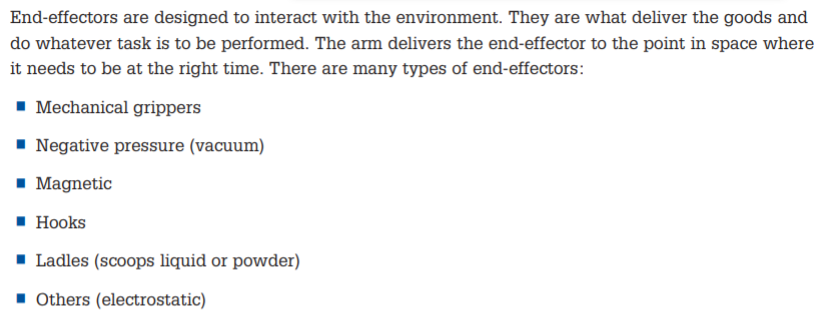 End-effectors are designed to interact with the environment. They are what deliver the goods and
do whatever task is to be performed. The arm delivers the end-effector to the point in space where
it needs to be at the right time. There are many types of end-effectors:
■ Mechanical grippers
■ Negative pressure (vacuum)
■ Magnetic
■ Hooks
■ Ladles (scoops liquid or powder)
■ Others (electrostatic)